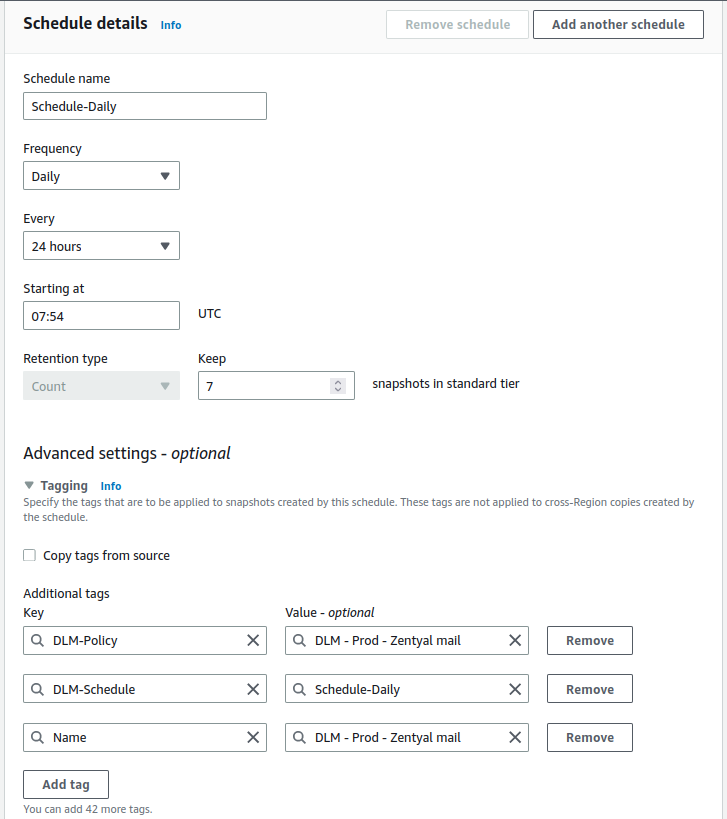 Schedule details Info Remove schedule Add another schedule
Schedule name
Schedule-Daily
Frequency
Daily
Every
24 hours
Starting at
07:54 UTC
Retention type Keep
Count 7 snapshots in standard tier
Advanced settings - optional
Tagging Info
Specify the tags that are to be applied to snapshots created by this schedule. These tags are not applied to cross-Region copies created by
the schedule.
Copy tags from source
Additional tags
Key Value - optional
DLM-Policy DLM - Prod - Zentyal mail Remove
DLM-Schedule Schedule-Daily Remove
Name DLM - Prod - Zentyal mail Remove
Add tag
You can add 42 more tags.